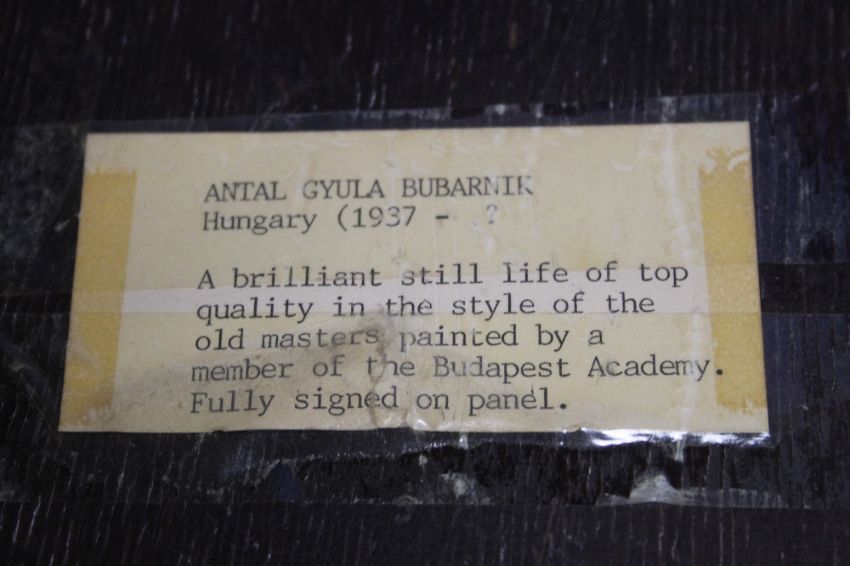 ANTAL GYULA BUBARNIK
Hungary (1937 - ?
A brilliant still life of top
quality in the style of the
old masters painted by a
member of the Budapest Academy.
Fully signed on panel.